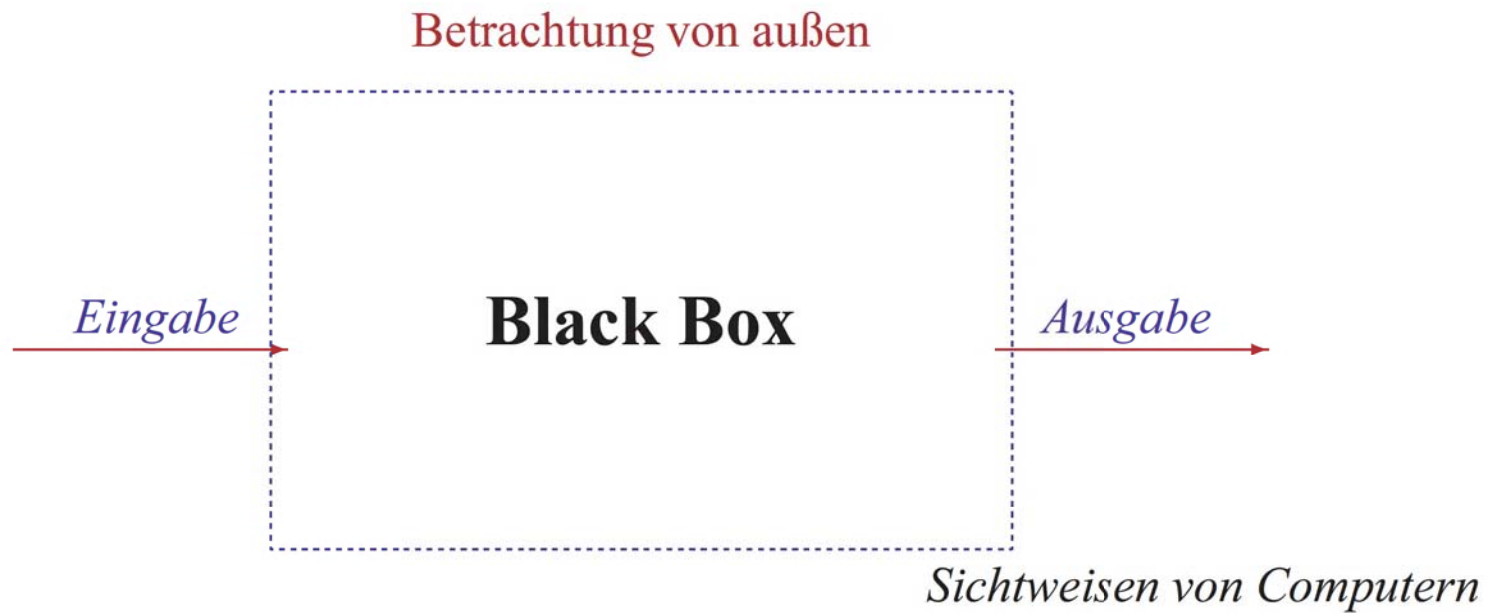 Betrachtung von außen
Eingabe
Black Box
Ausgabe
Sichtweisen von Computern